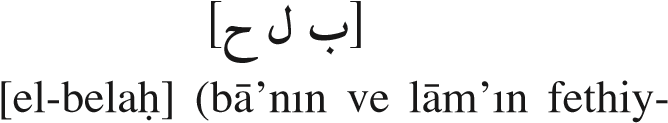 [ب ل ح]
[el-belaḥ] (bā’nın ve lām’ın fethiy-